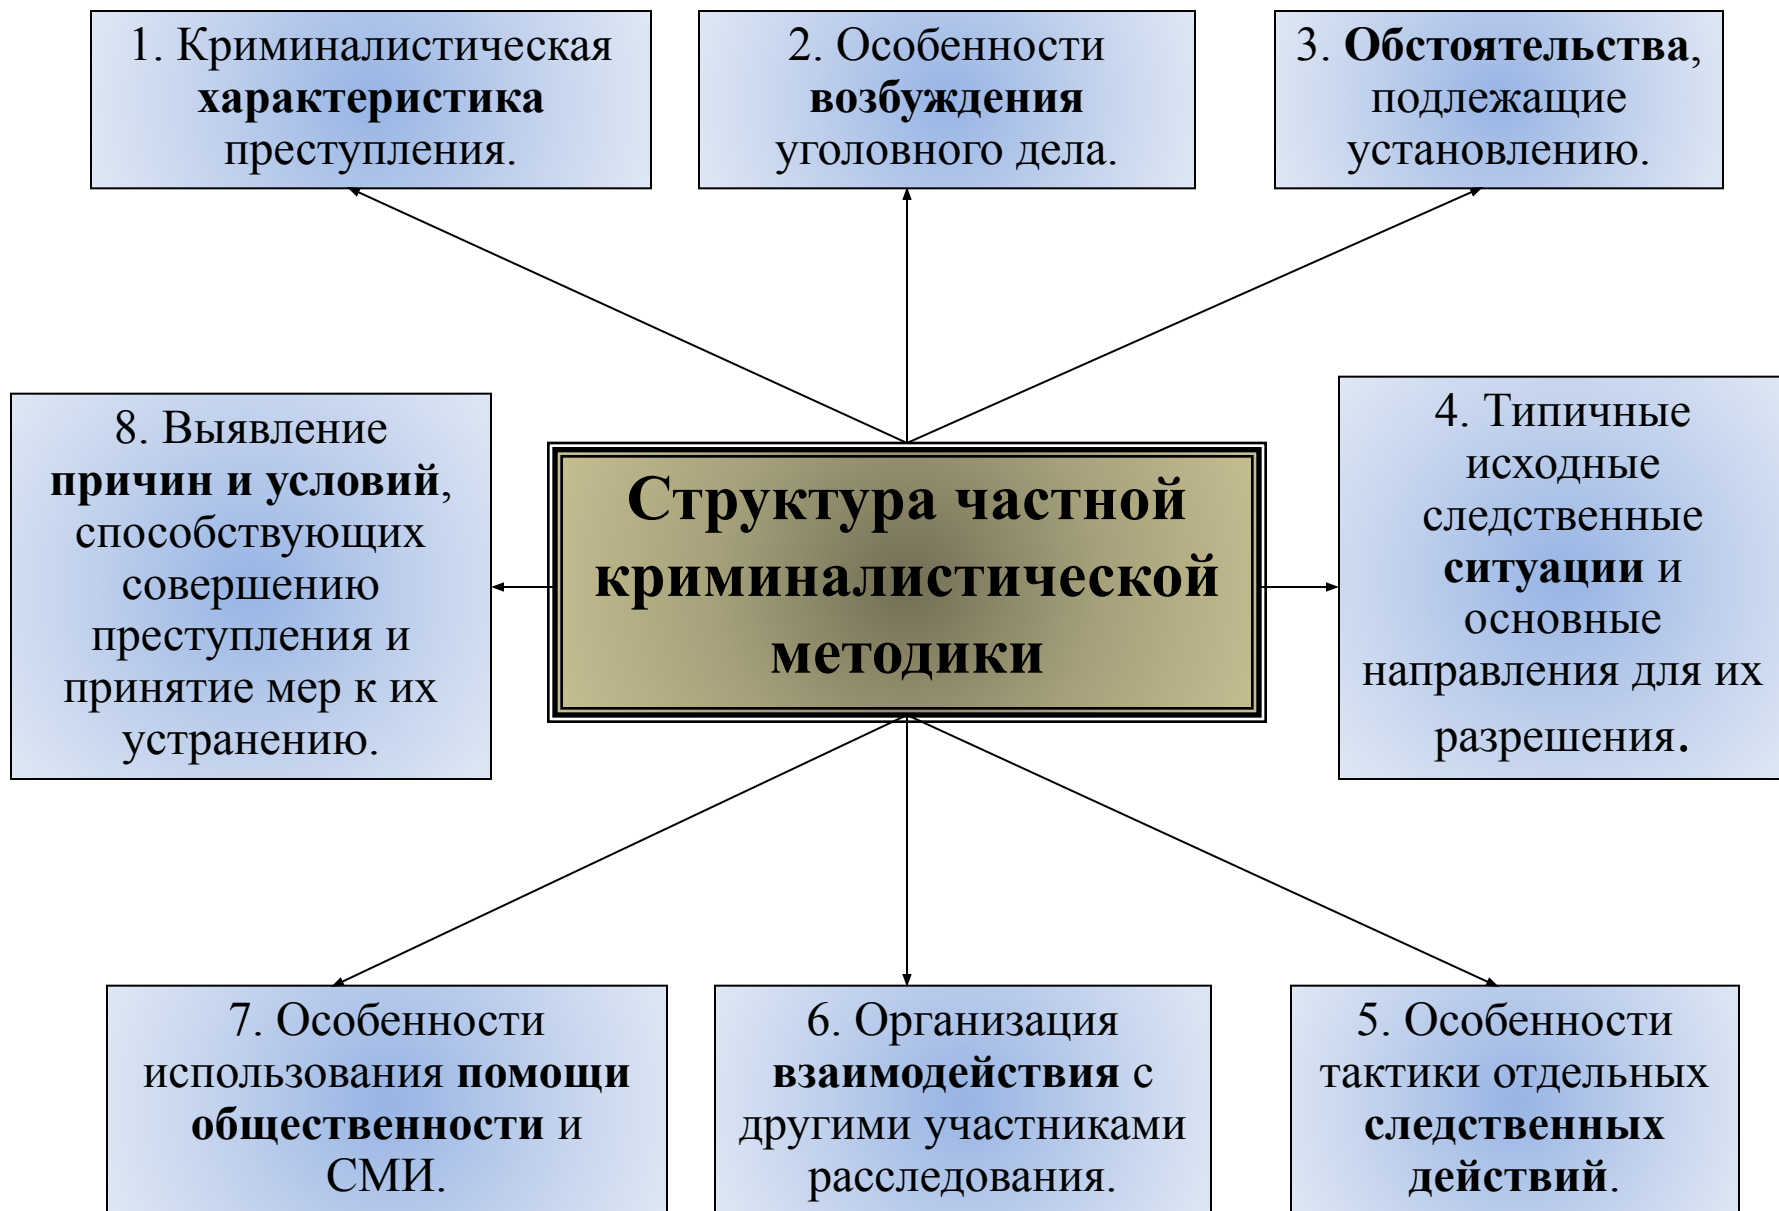 1. Криминалистическая
характеристика
преступления.
2. Особенности
возбуждения
уголовного дела.
3. Обстоятельства,
подлежащие
установлению.
8. Выявление
причин и условий,
способствующих
совершению
преступления и
принятие мер к их
устранению.
Структура частной
криминалистической
методики
4. Типичные
исходные
следственные
ситуации и
основные
направления для их
разрешения.
7. Особенности
использования помощи
общественности и
СМИ.
6. Организация
взаимодействия с
другими участниками
расследования.
5. Особенности
тактики отдельных
следственных
действий.